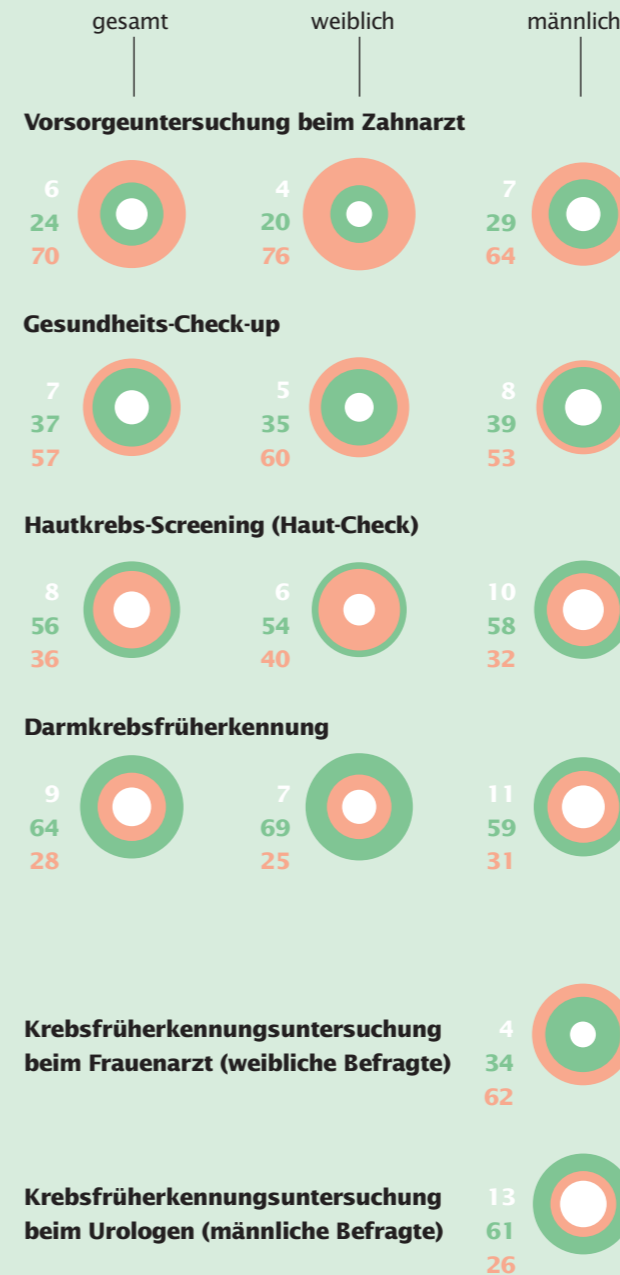 gesamt weiblich männlich
Vorsorgeuntersuchung beim Zahnarzt
6 4 7
24 20 29
70 76 64
Gesundheits-Check-up
7 5 8
37 35 39
57 60 53
Hautkrebs-Screening (Haut-Check)
8 6 10
56 54 58
36 40 32
Darmkrebsfrüherkennung
9 7 11
64 69 59
28 25 31
Krebsfrüherkennungsuntersuchung 4
beim Frauenarzt (weibliche Befragte) 34
62
Krebsfrüherkennungsuntersuchung 13
beim Urologen (männliche Befragte) 61
26